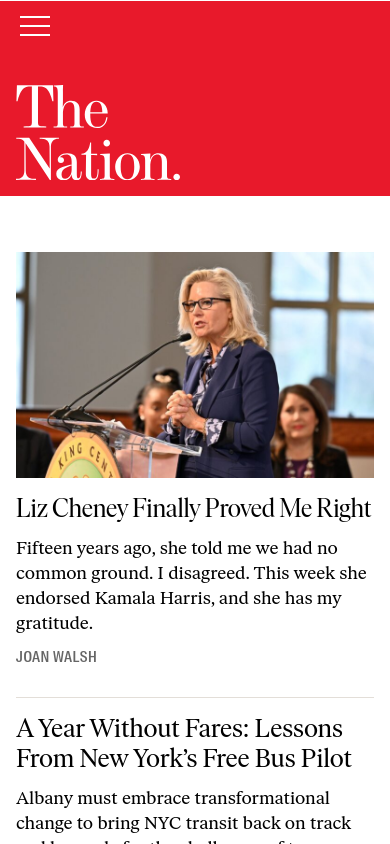 The
Nation.
KING CENT
Liz Cheney Finally Proved Me Right
Fifteen years ago, she told me we had no
common ground. I disagreed. This week she
endorsed Kamala Harris, and she has my
gratitude.
JOAN WALSH
A Year Without Fares: Lessons
From New York’s Free Bus Pilot
Albany must embrace transformational
change to bring NYC transit back on track